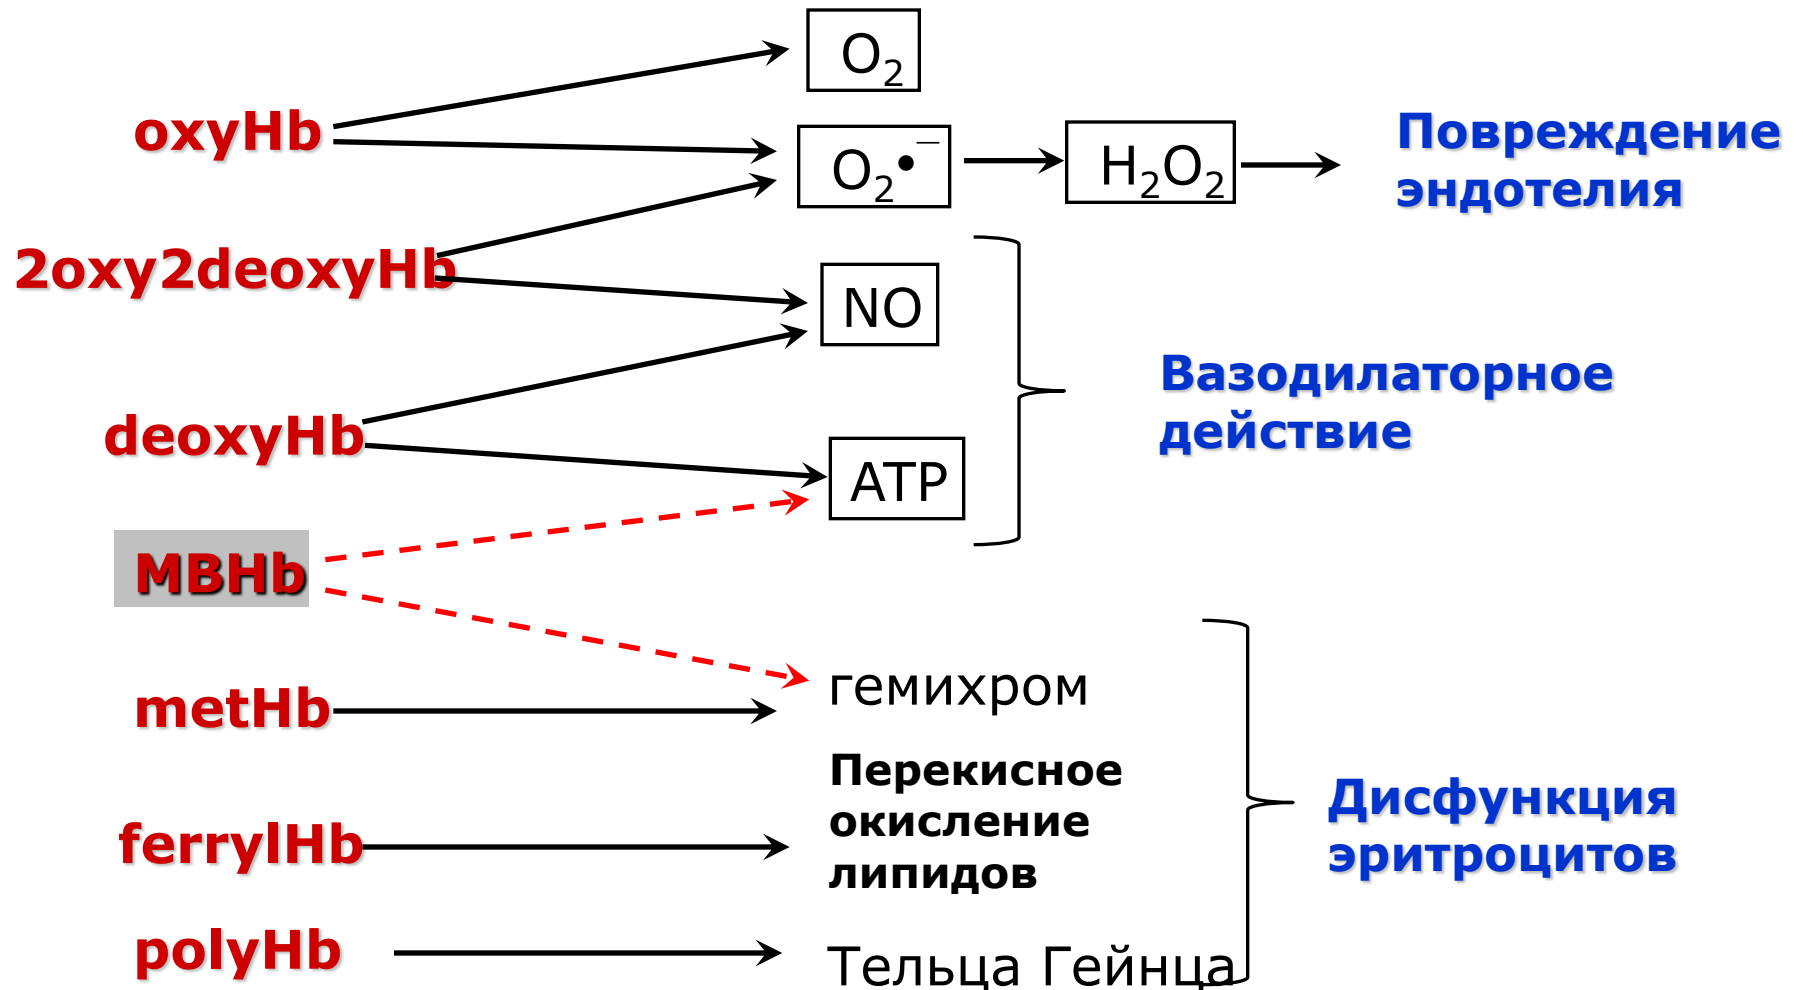 O₂
oxyHb
O₂•⁻
H₂O₂
Повреждение
эндотелия
2oxy2deoxyHb
NO
Вазодилаторное
действие
deoxyHb
ATP
MBHb
гемихром
metHb
Перекисное
окисление
липидов
ferrylHb
Дисфункция
эритроцитов
polyHb
Тельца Гейнца